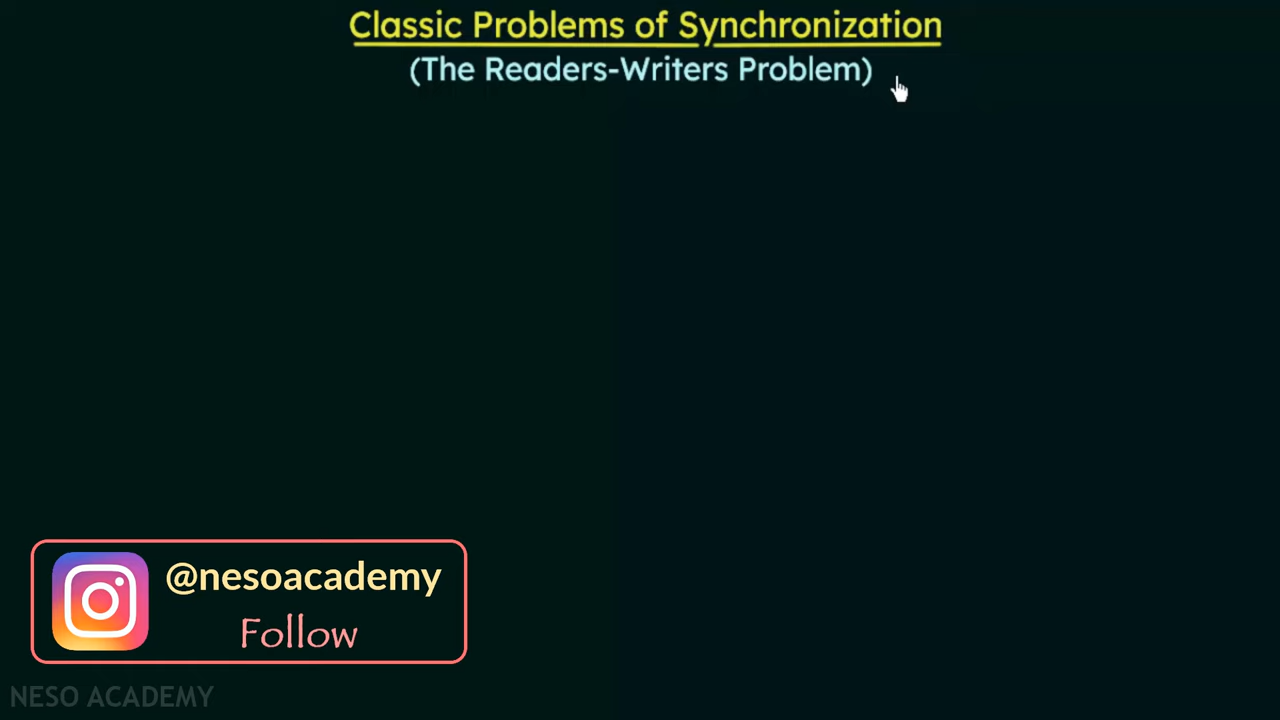 Classic Problems of Synchronization
(The Readers-Writers Problem)
@nesoacademy
Follow
NESO ACADEMY